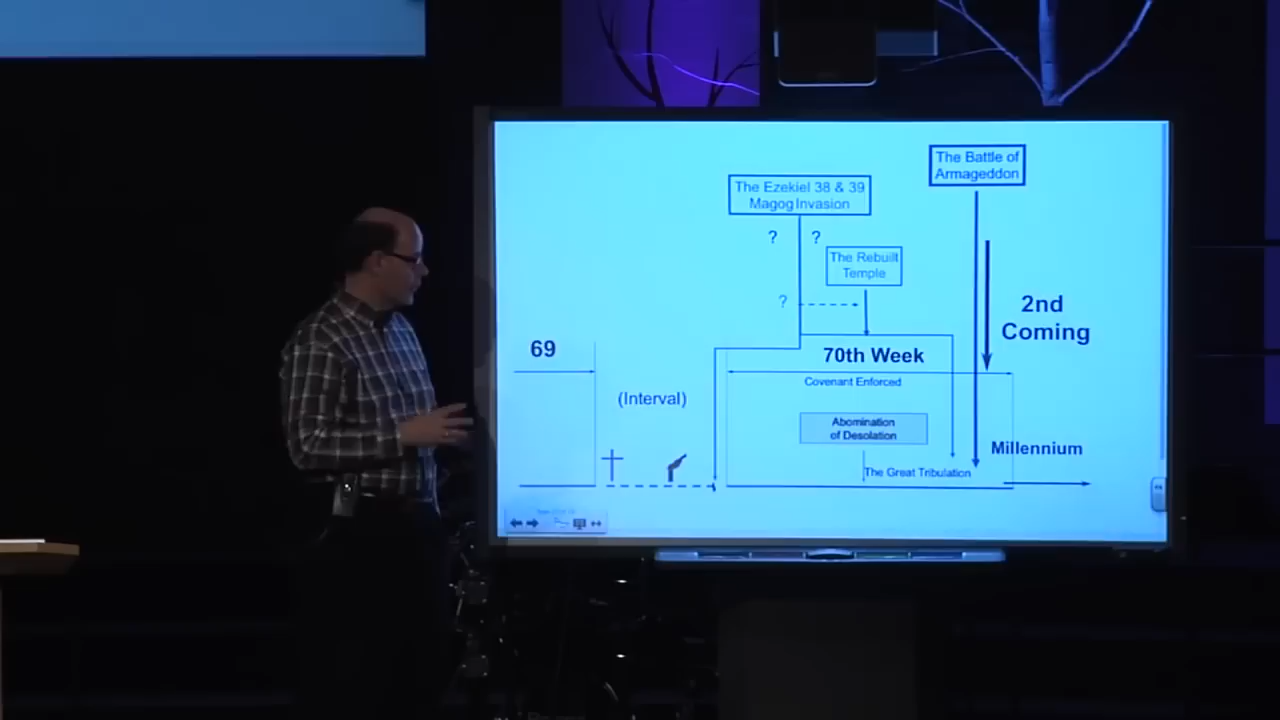 The Battle of
Armageddon
The Ezekiel 38 & 39
Magog Invasion
? ?
The Rebuilt
Temple
?
2nd
Coming
69
70th Week
Covenant Enforced
(Interval)
Abomination
of Desolation
Millennium
The Great Tribulation